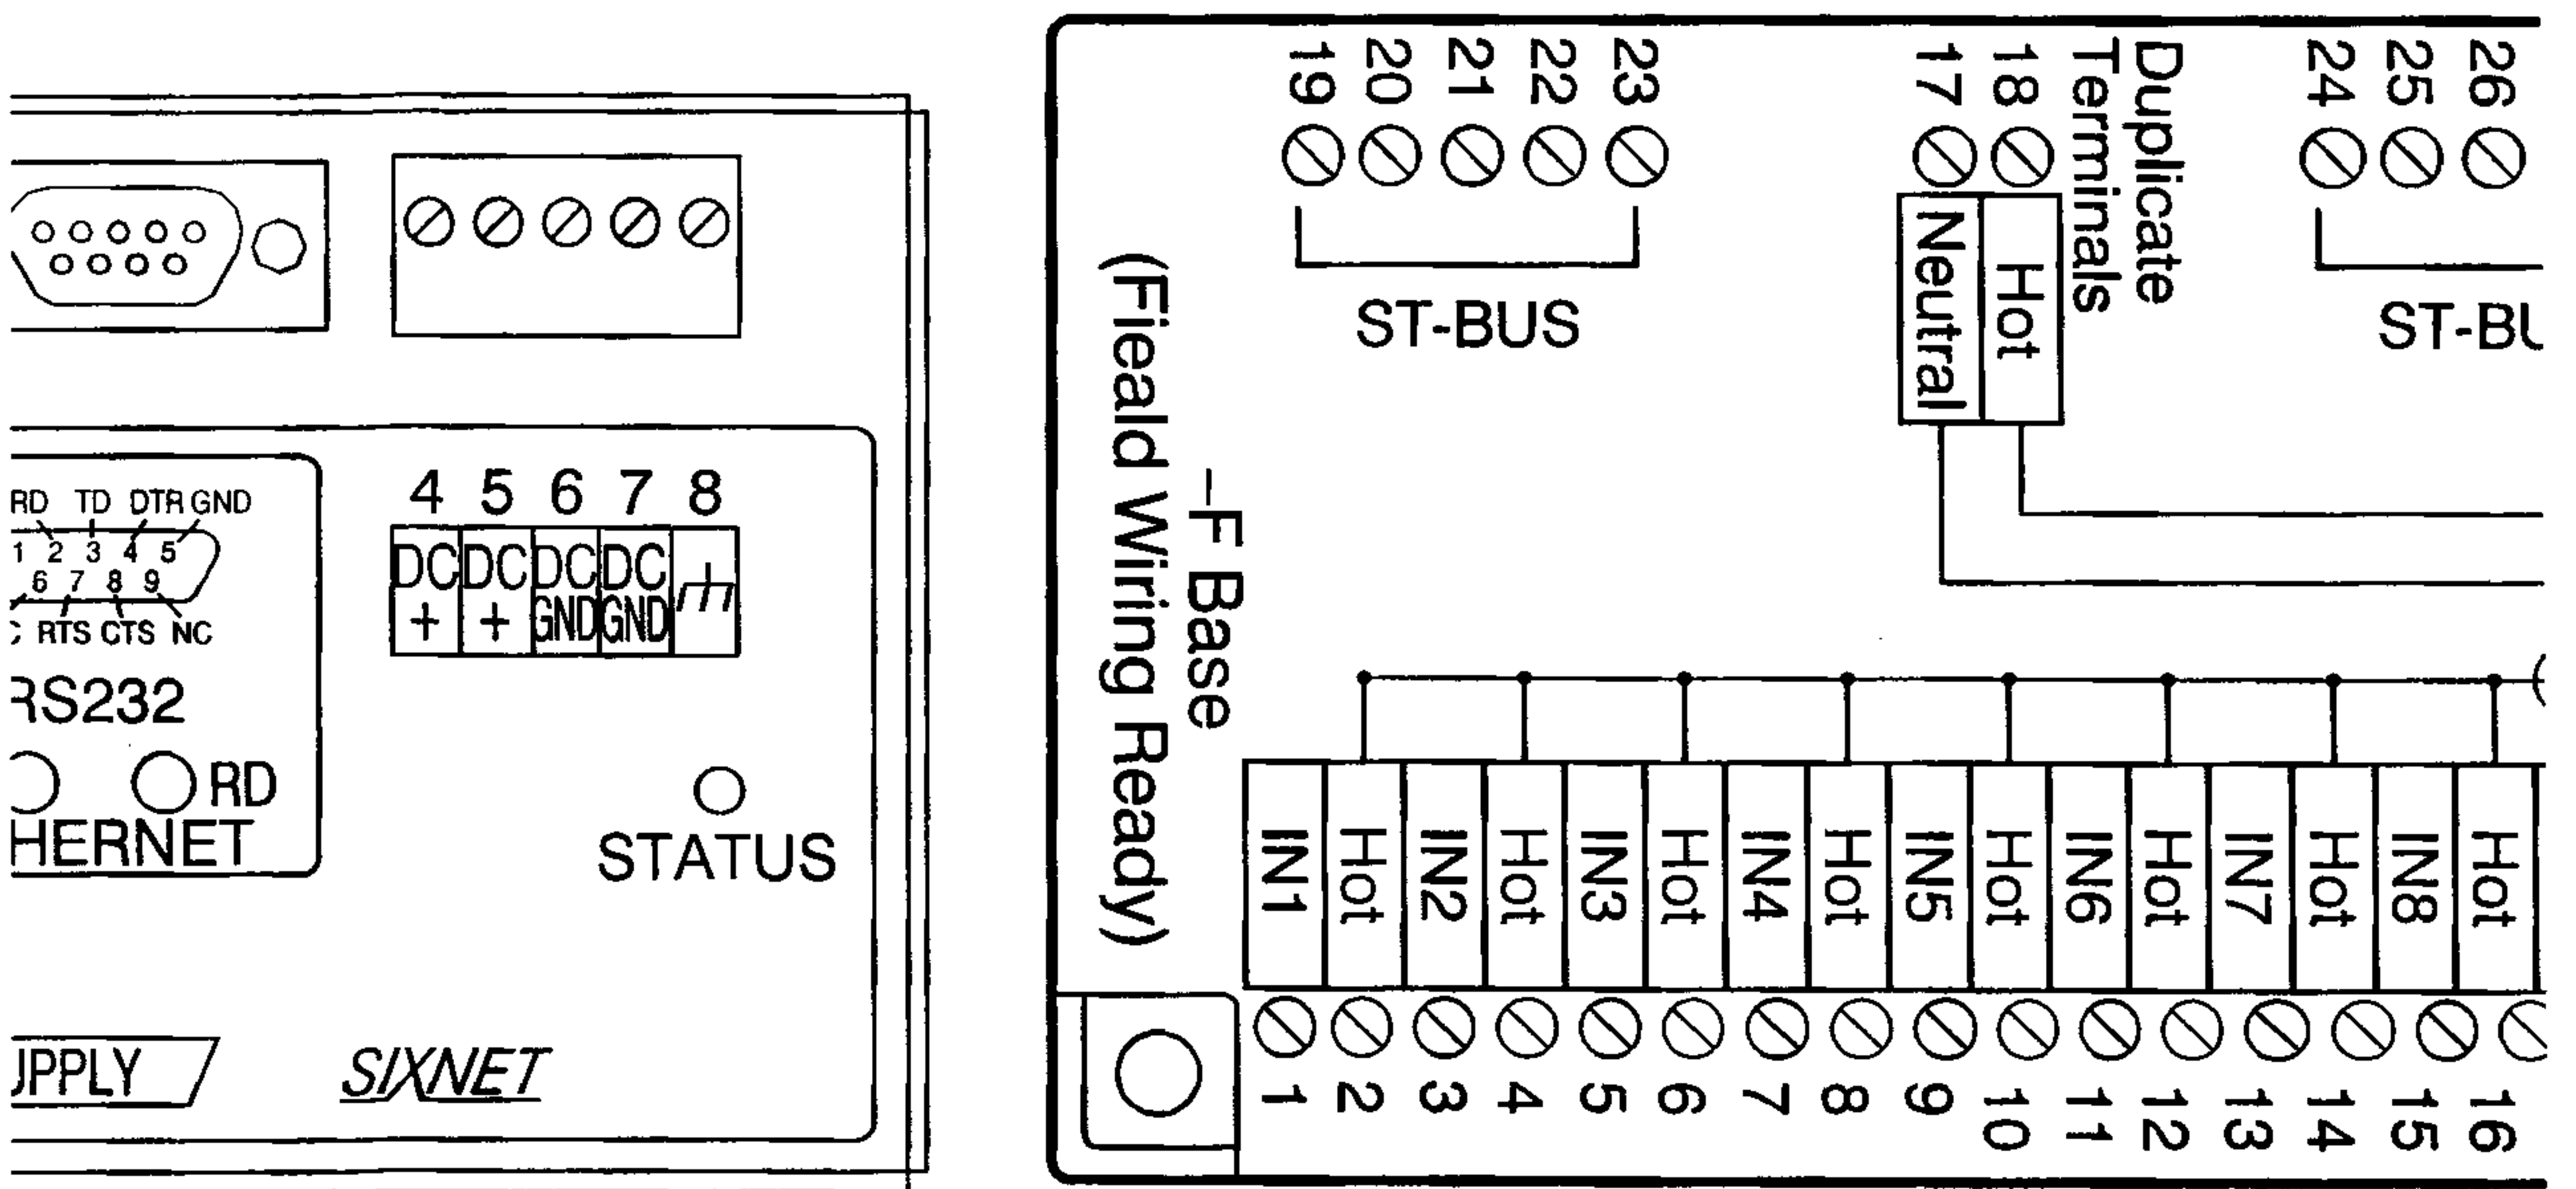 RD TD DTR GND
1 2 3 4 5
6 7 8 9
RTS CTS NC
RS232
RD
HERNET
4 5 6 7 8
DC DC DC DC
+ + GND GND
STATUS
UPPLY
SIXNET
19 20 21 22 23
ST-BUS
17 18
Neutral
Hot
Duplicate
Terminals
24 25 26
ST-BU
–F Base
(Fieald Wiring Ready)
IN1 Hot IN2 Hot IN3 Hot IN4 Hot IN5 Hot IN6 Hot IN7 Hot IN8 Hot
1 2 3 4 5 6 7 8 9 10 11 12 13 14 15 16